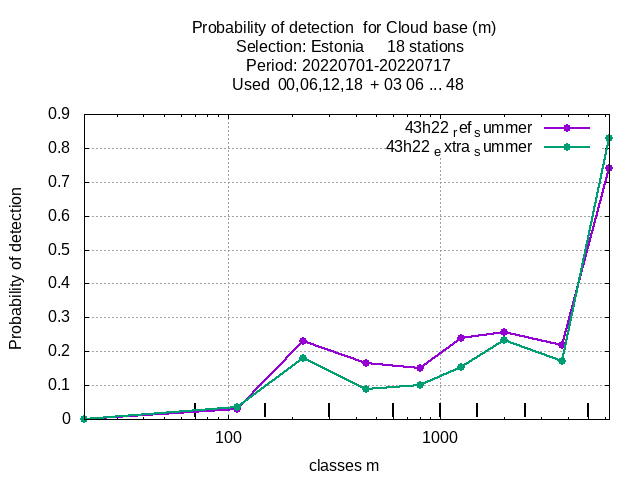 Probability of detection  for Cloud base (m)
Selection: Estonia     18 stations
Period: 20220701-20220717
Used  00,06,12,18  + 03 06 ... 48
43h22 ref summer
43h22 extra summer
0.9
0.8
0.7
0.6
0.5
0.4
0.3
0.2
0.1
0
Probability of detection
100
1000
classes m